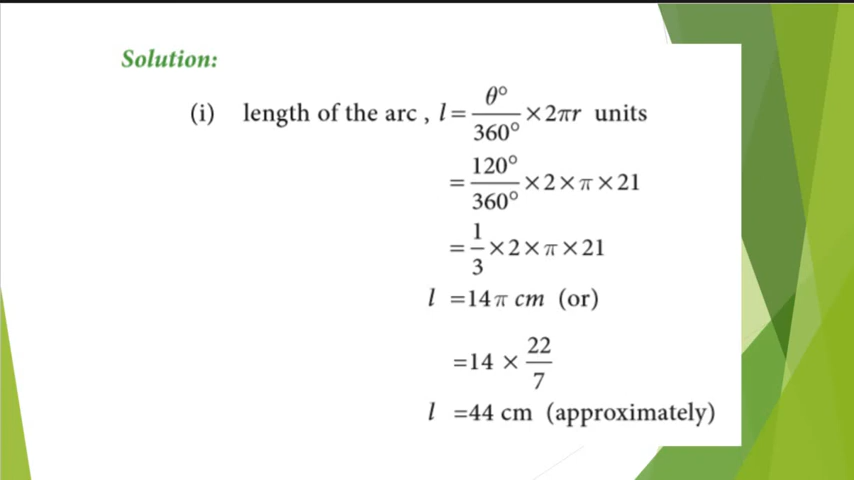 Solution:
(i) length of the arc , l = θ°/360° × 2πr units
= 120°/360° × 2 × π × 21
= 1/3 × 2 × π × 21
l = 14π cm (or)
= 14 × 22/7
l = 44 cm (approximately)